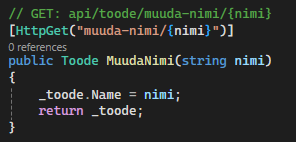 // GET: api/toode/muuda-nimi/{nimi}
[HttpGet("muuda-nimi/{nimi}")]
0 references
public Toode MuudaNimi(string nimi)
{
    _toode.Name = nimi;
    return _toode;
}